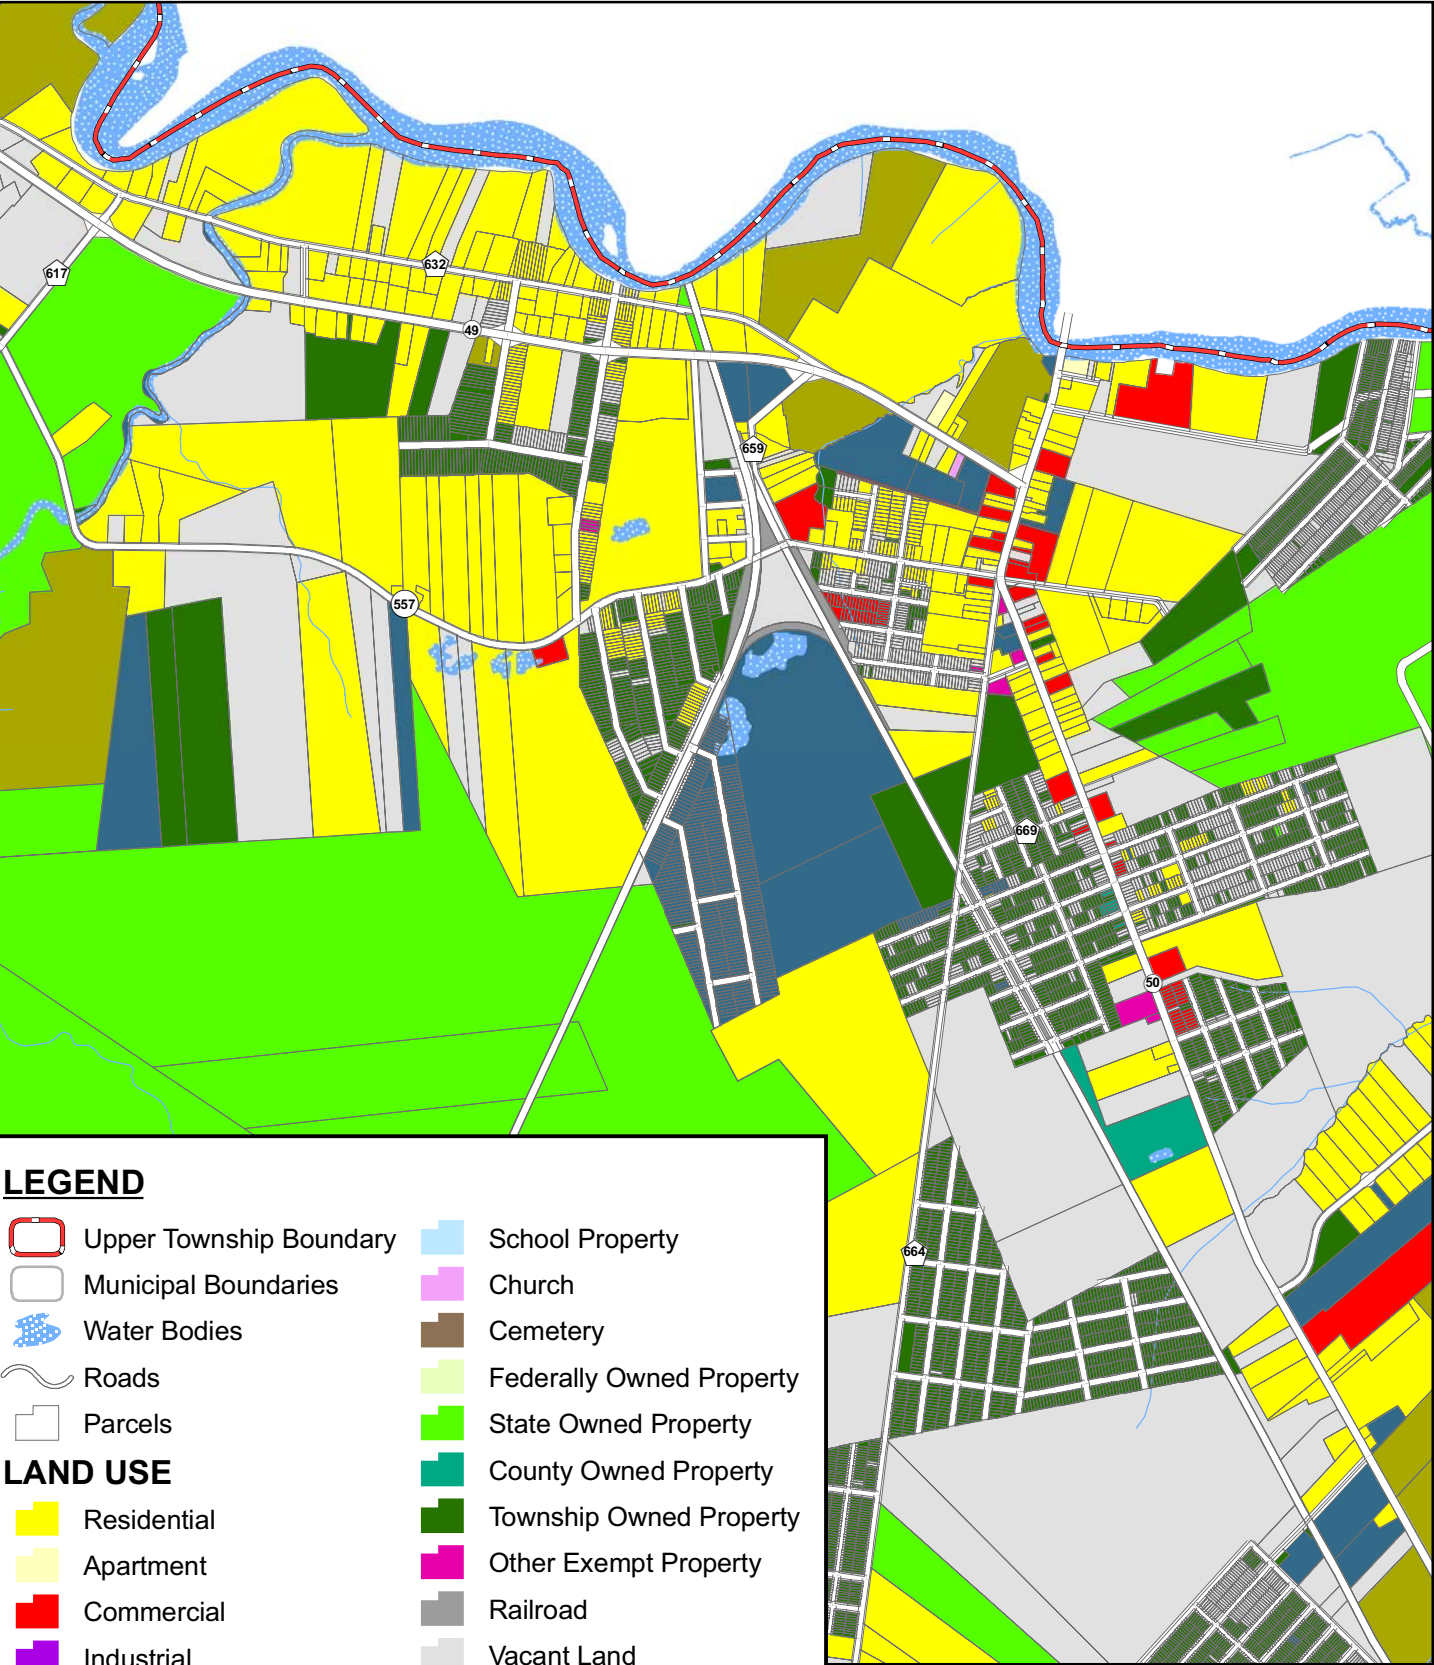 617
632
49
659
557
669
50
664
LEGEND
Upper Township Boundary
Municipal Boundaries
Water Bodies
Roads
Parcels
LAND USE
Residential
Apartment
Commercial
Industrial
School Property
Church
Cemetery
Federally Owned Property
State Owned Property
County Owned Property
Township Owned Property
Other Exempt Property
Railroad
Vacant Land